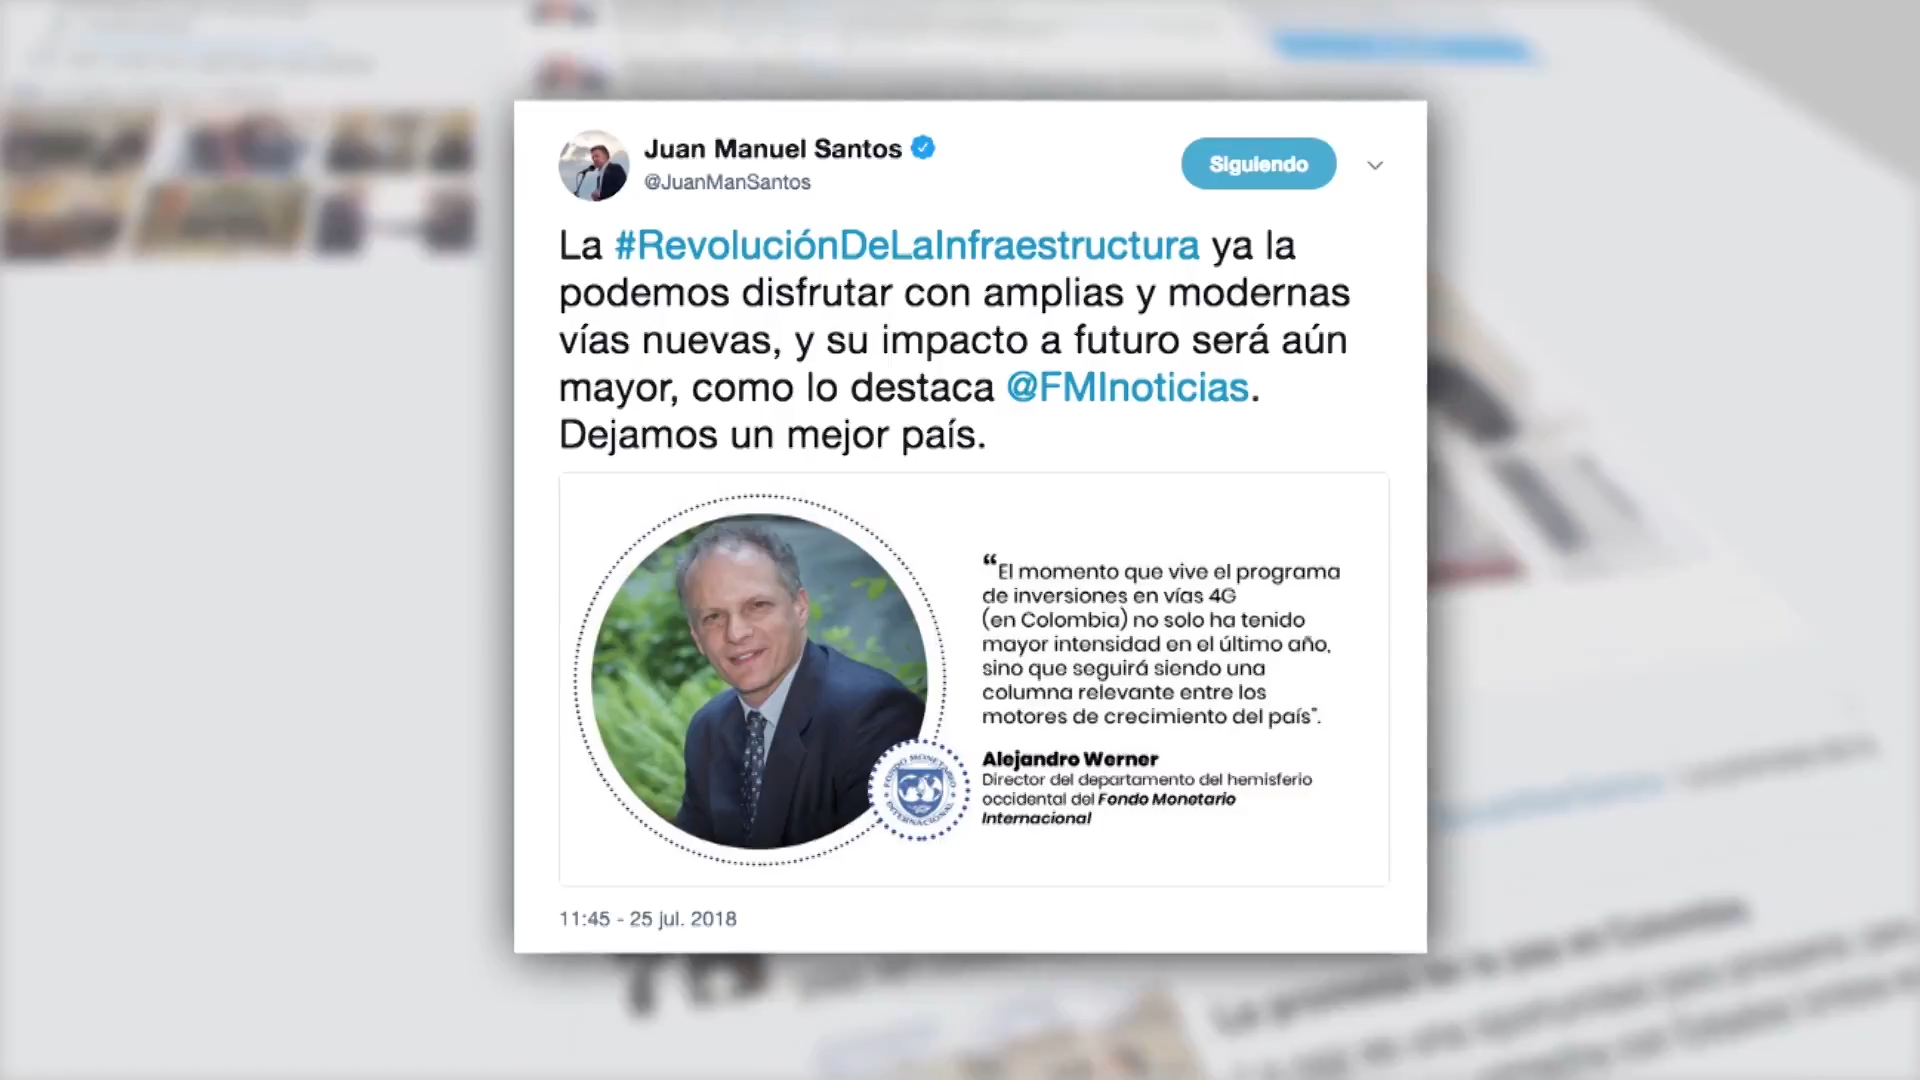 Juan Manuel Santos
@JuanManSantos
Siguiendo
La #RevoluciónDeLaInfraestructura ya la
podemos disfrutar con amplias y modernas
vías nuevas, y su impacto a futuro será aún
mayor, como lo destaca @FMInoticias.
Dejamos un mejor país.
“El momento que vive el programa
de inversiones en vías 4G
(en Colombia) no solo ha tenido
mayor intensidad en el último año,
sino que seguirá siendo una
columna relevante entre los
motores de crecimiento del país".
Alejandro Werner
Director del departamento del hemisferio
occidental del Fondo Monetario
Internacional
FONDO MONETARIO
INTERNACIONAL
11:45 - 25 jul. 2018